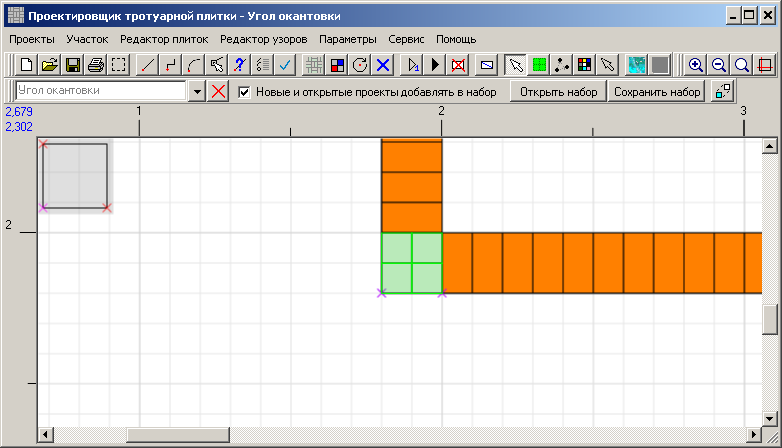 Проектировщик тротуарной плитки - Угол окантовки
Проекты Участок Редактор плиток Редактор узоров Параметры Сервис Помощь
Угол окантовки Новые и открытые проекты добавлять в набор Открыть набор Сохранить набор
2,679
2,302
1 2 3
2